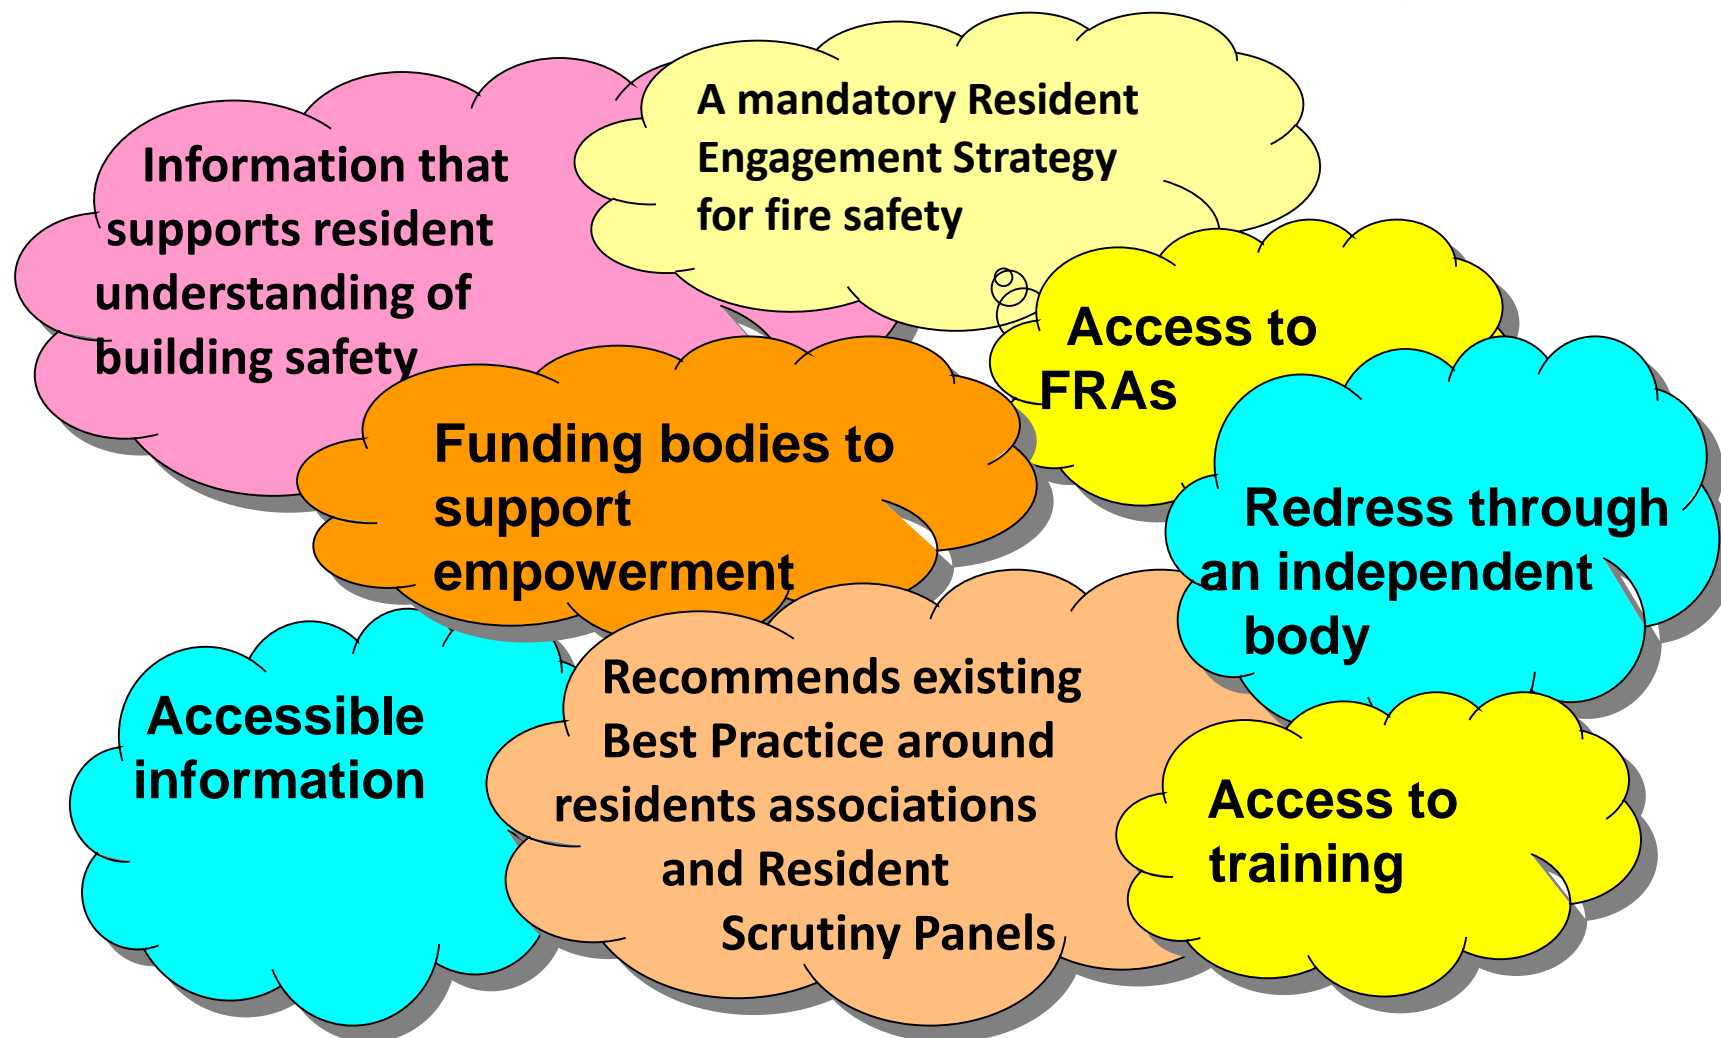 Information that
supports resident
understanding of
building safety
A mandatory Resident
Engagement Strategy
for fire safety
Access to
FRAs
Funding bodies to
support
empowerment
Redress through
an independent
body
Accessible
information
Recommends existing
Best Practice around
residents associations
and Resident
Scrutiny Panels
Access to
training